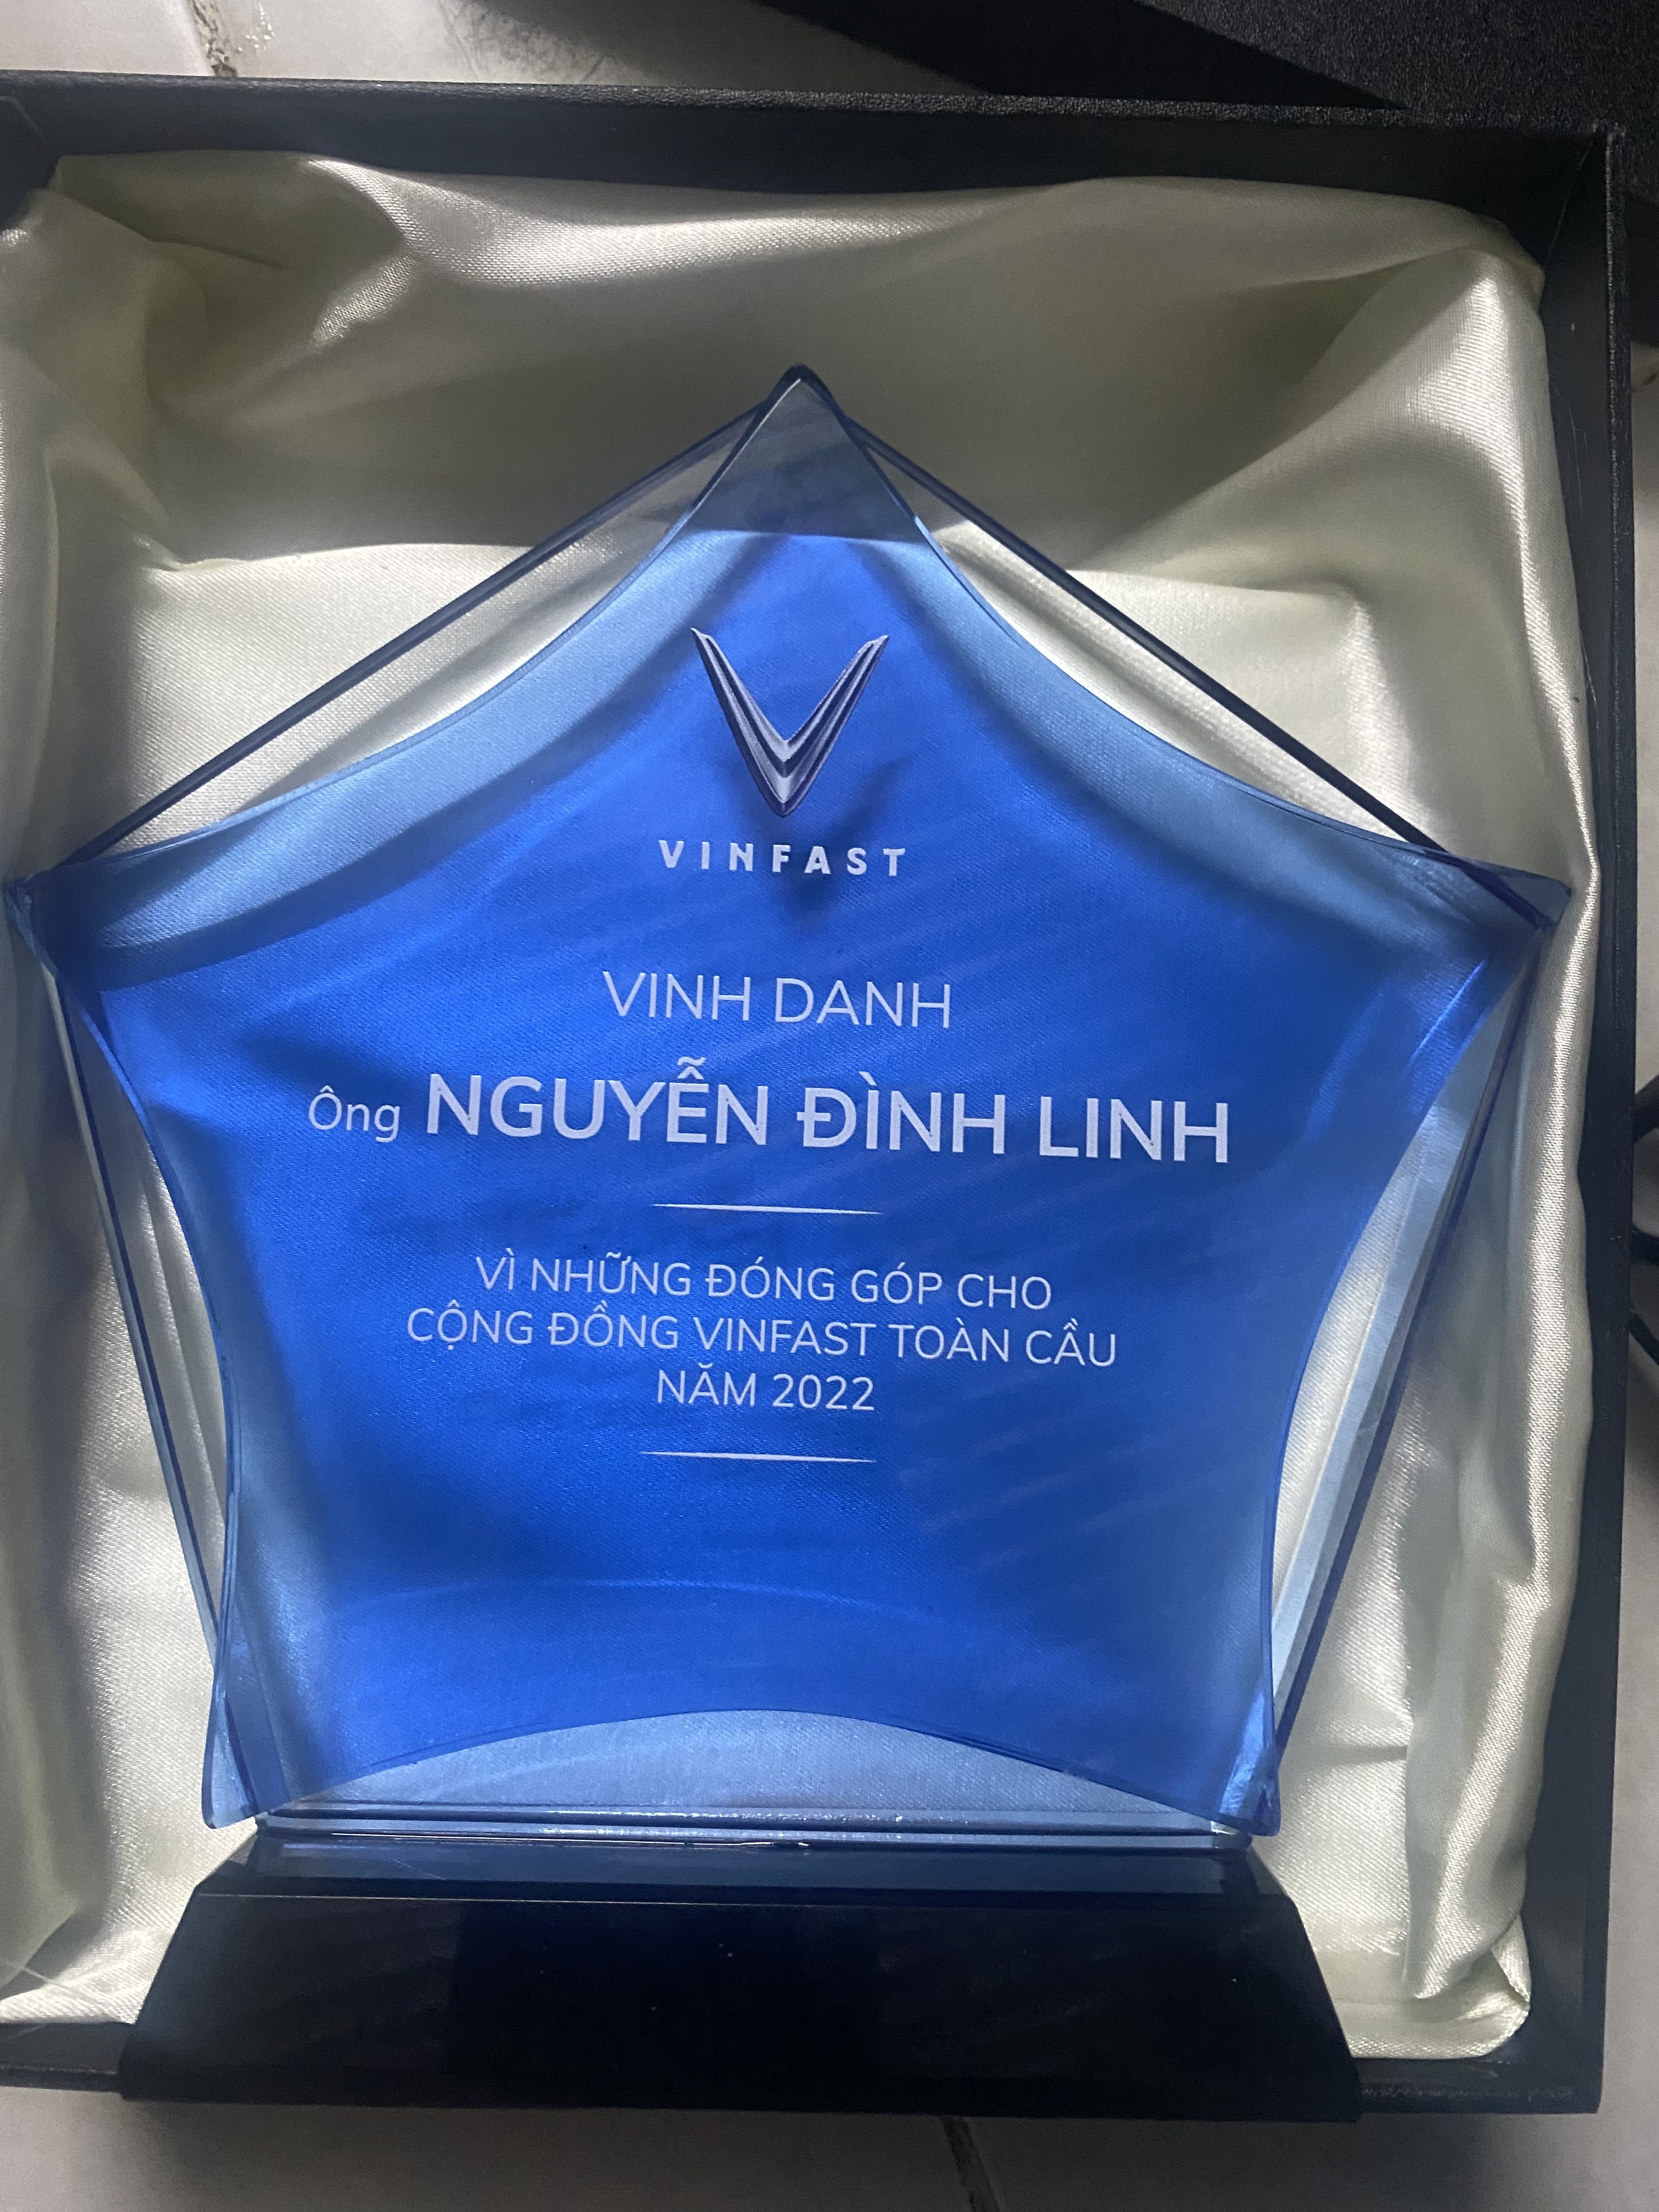 VINFAST
VINH DANH
Ông NGUYỄN ĐÌNH LINH
VÌ NHỮNG ĐÓNG GÓP CHO
CỘNG ĐỒNG VINFAST TOÀN CẦU
NĂM 2022